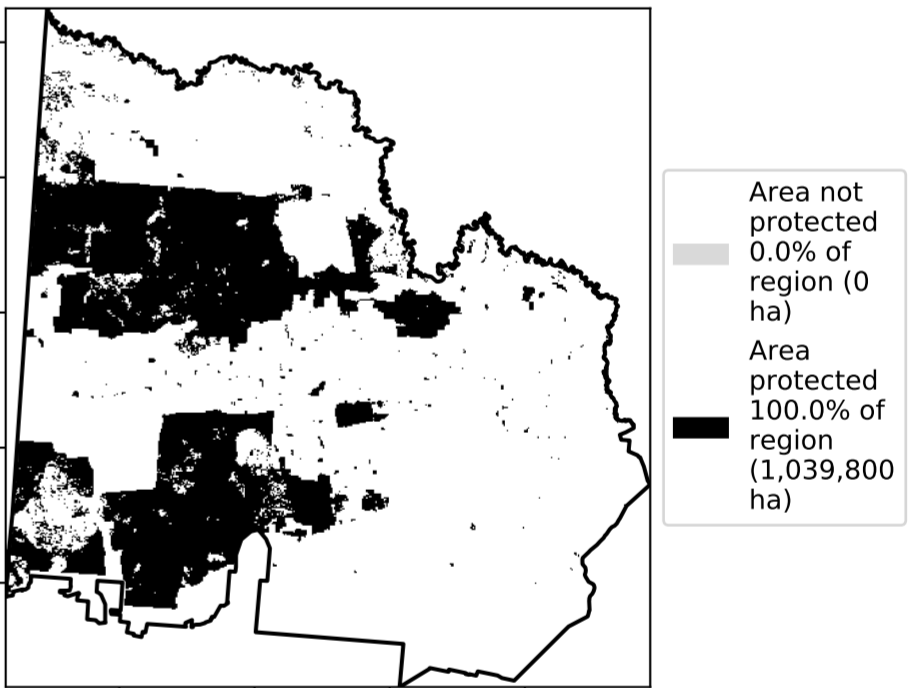 Area not
protected
0.0% of
region (0
ha)
Area
protected
100.0% of
region
(1,039,800
ha)